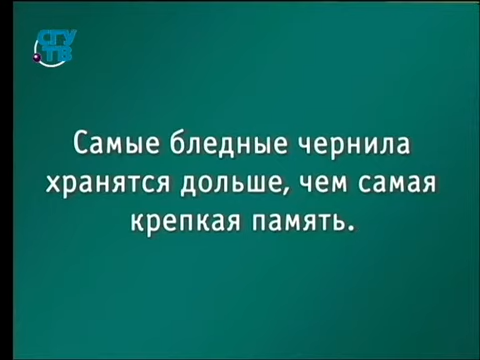 СГУ
ТВ
Самые бледные чернила
хранятся дольше, чем самая
крепкая память.